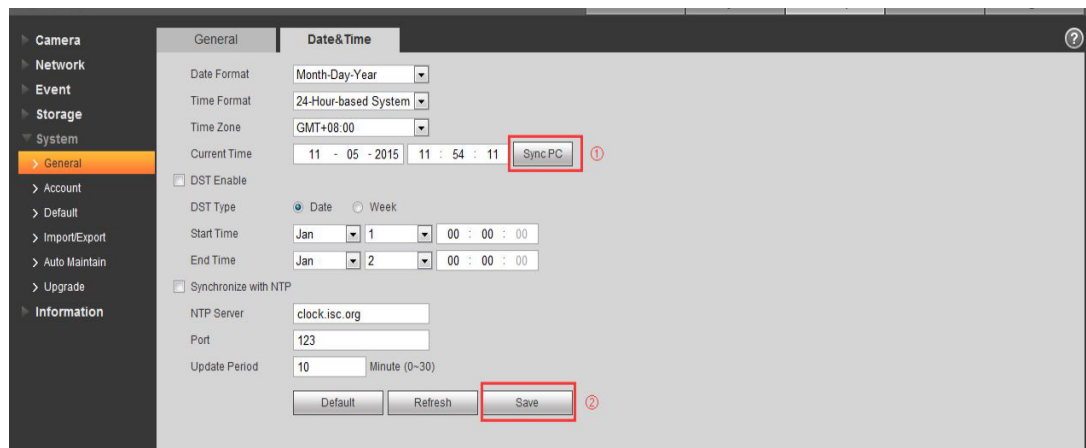 General Date&Time
Camera
Network
Event
Storage
System
General
Account
Default
Import/Export
Auto Maintain
Upgrade
Information
Date Format Month-Day-Year
Time Format 24-Hour-based System
Time Zone GMT+08:00
Current Time 11 - 05 - 2015 11 : 54 : 11 Sync PC ①
DST Enable
DST Type Date Week
Start Time Jan 1 00 : 00 : 00
End Time Jan 2 00 : 00 : 00
Synchronize with NTP
NTP Server clock.isc.org
Port 123
Update Period 10 Minute (0~30)
Default Refresh Save ②
?